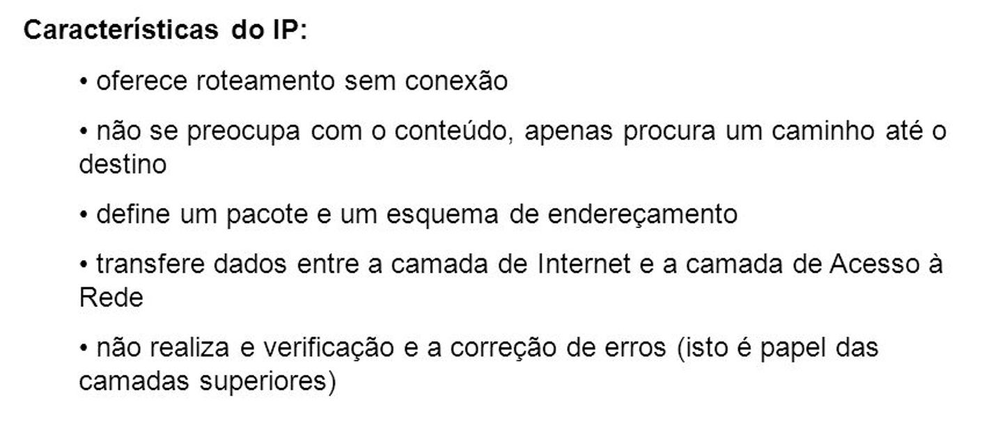 Características do IP:
• oferece roteamento sem conexão
• não se preocupa com o conteúdo, apenas procura um caminho até o
destino
• define um pacote e um esquema de endereçamento
• transfere dados entre a camada de Internet e a camada de Acesso à
Rede
• não realiza e verificação e a correção de erros (isto é papel das
camadas superiores)